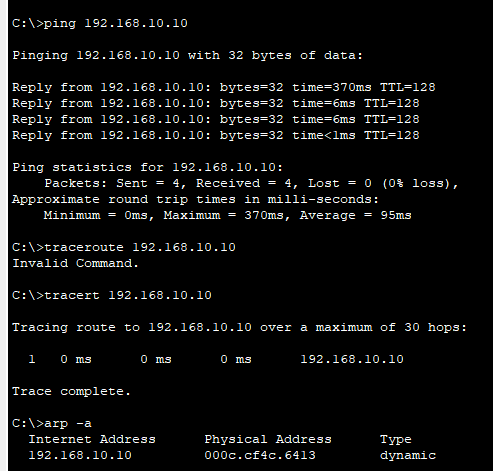 C:\>ping 192.168.10.10
Pinging 192.168.10.10 with 32 bytes of data:
Reply from 192.168.10.10: bytes=32 time=370ms TTL=128
Reply from 192.168.10.10: bytes=32 time=6ms TTL=128
Reply from 192.168.10.10: bytes=32 time=6ms TTL=128
Reply from 192.168.10.10: bytes=32 time<1ms TTL=128
Ping statistics for 192.168.10.10:
Packets: Sent = 4, Received = 4, Lost = 0 (0% loss),
Approximate round trip times in milli-seconds:
Minimum = 0ms, Maximum = 370ms, Average = 95ms
C:\>traceroute 192.168.10.10
Invalid Command.
C:\>tracert 192.168.10.10
Tracing route to 192.168.10.10 over a maximum of 30 hops:
1 0 ms 0 ms 0 ms 192.168.10.10
Trace complete.
C:\>arp -a
Internet Address Physical Address Type
192.168.10.10 000c.cf4c.6413 dynamic